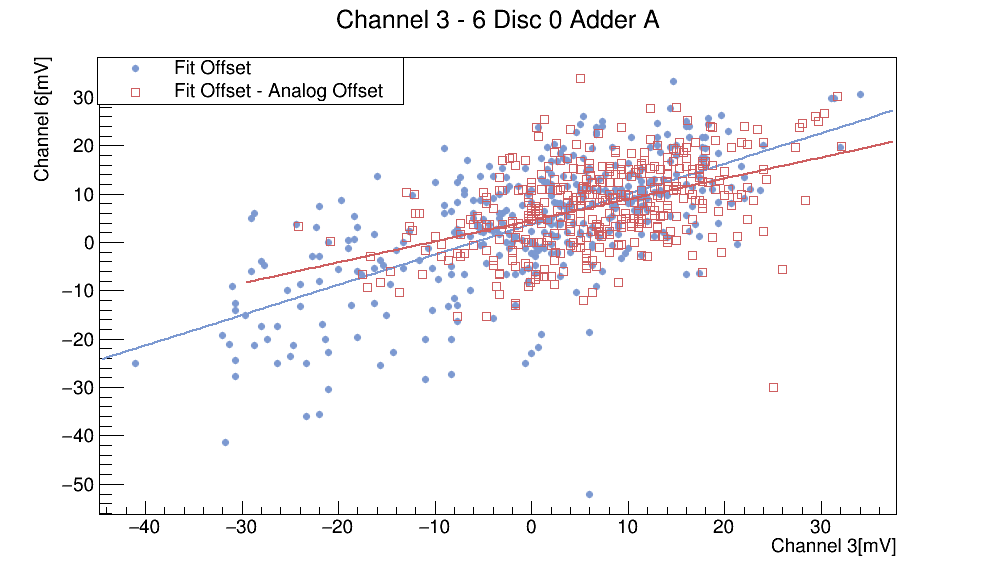 Channel 3 - 6 Disc 0 Adder A
Channel 6[mV]
Fit Offset
Fit Offset - Analog Offset
30
20
10
0
−10
−20
−30
−40
−50
−40 −30 −20 −10 0 10 20 30
Channel 3[mV]